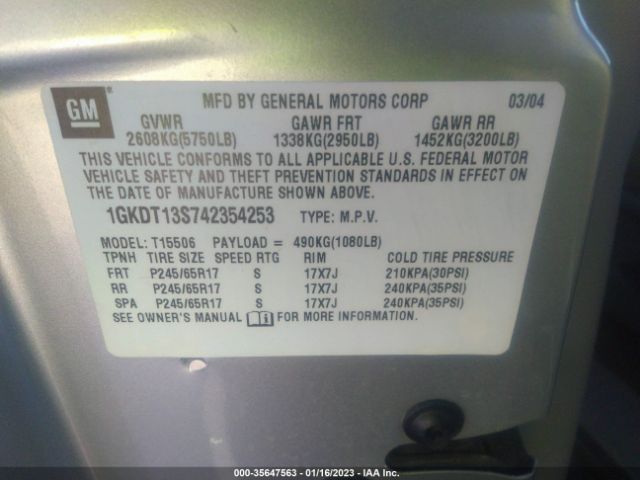 GM
MFD BY GENERAL MOTORS CORP 03/04
GVWR GAWR FRT GAWR RR
2608KG(5750LB) 1338KG(2950LB) 1452KG(3200LB)
THIS VEHICLE CONFORMS TO ALL APPLICABLE U.S. FEDERAL MOTOR
VEHICLE SAFETY AND THEFT PREVENTION STANDARDS IN EFFECT ON
THE DATE OF MANUFACTURE SHOWN ABOVE.
1GKDT13S742354253 TYPE: M.P.V.
MODEL: T15506 PAYLOAD = 490KG(1080LB)
TPNH TIRE SIZE SPEED RTG RIM COLD TIRE PRESSURE
FRT P245/65R17 S 17X7J 210KPA(30PSI)
RR P245/65R17 S 17X7J 240KPA(35PSI)
SPA P245/65R17 S 17X7J 240KPA(35PSI)
SEE OWNER'S MANUAL i FOR MORE INFORMATION.
000-35647563 - 01/16/2023 - IAA Inc.